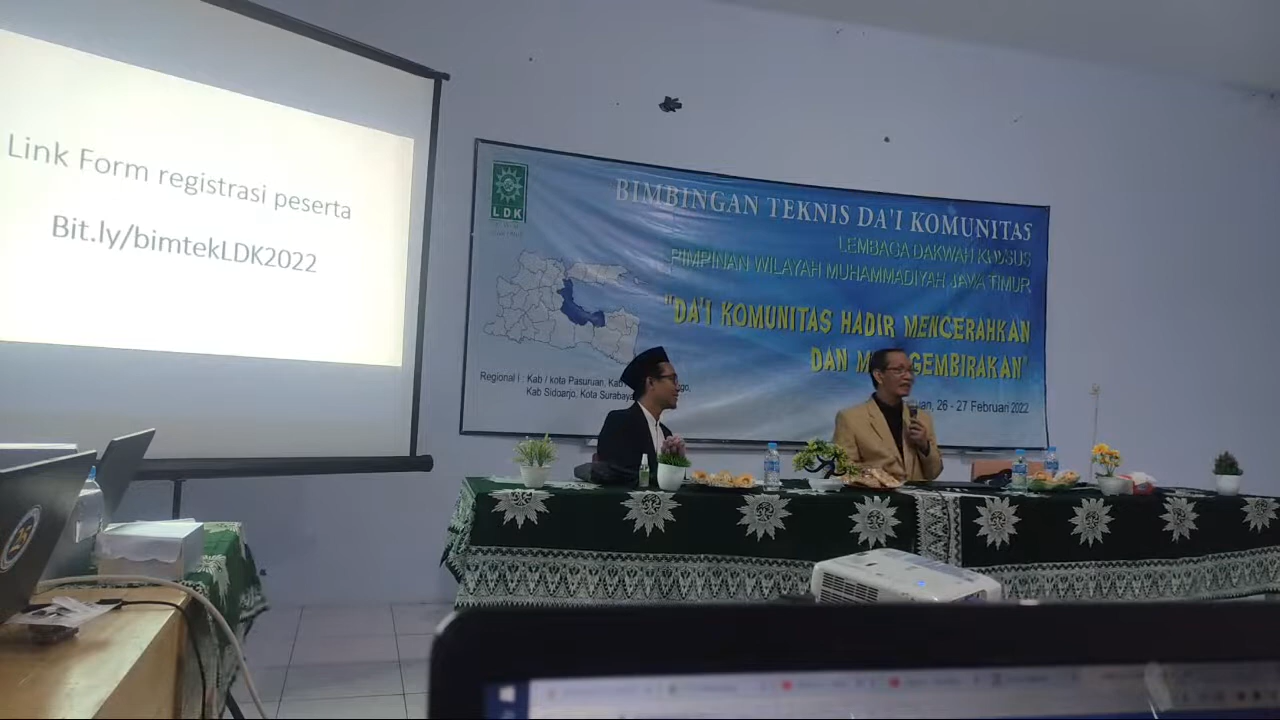 Link Form registrasi peserta
Bit.ly/bimtekLDK2022
LDK
BIMBINGAN TEKNIS DA'I KOMUNITAS
LEMBAGA DAKWAH KHUSUS
PIMPINAN WILAYAH MUHAMMADIYAH JAWA TIMUR
"DA'I KOMUNITAS HADIR MENCERAHKAN
DAN GEMBIRAKAN"
Regional I : Kab / kota Pasuruan,
Kab Sidoarjo, Kota Surabaya
26 - 27 Februari 2022